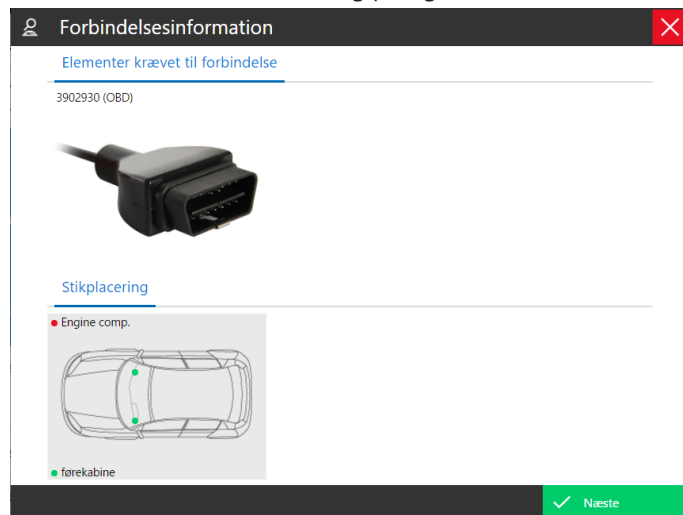 Forbindelsesinformation
Elementer krævet til forbindelse
3902930 (OBD)
Stikplacering
Engine comp.
førekabine
Næste